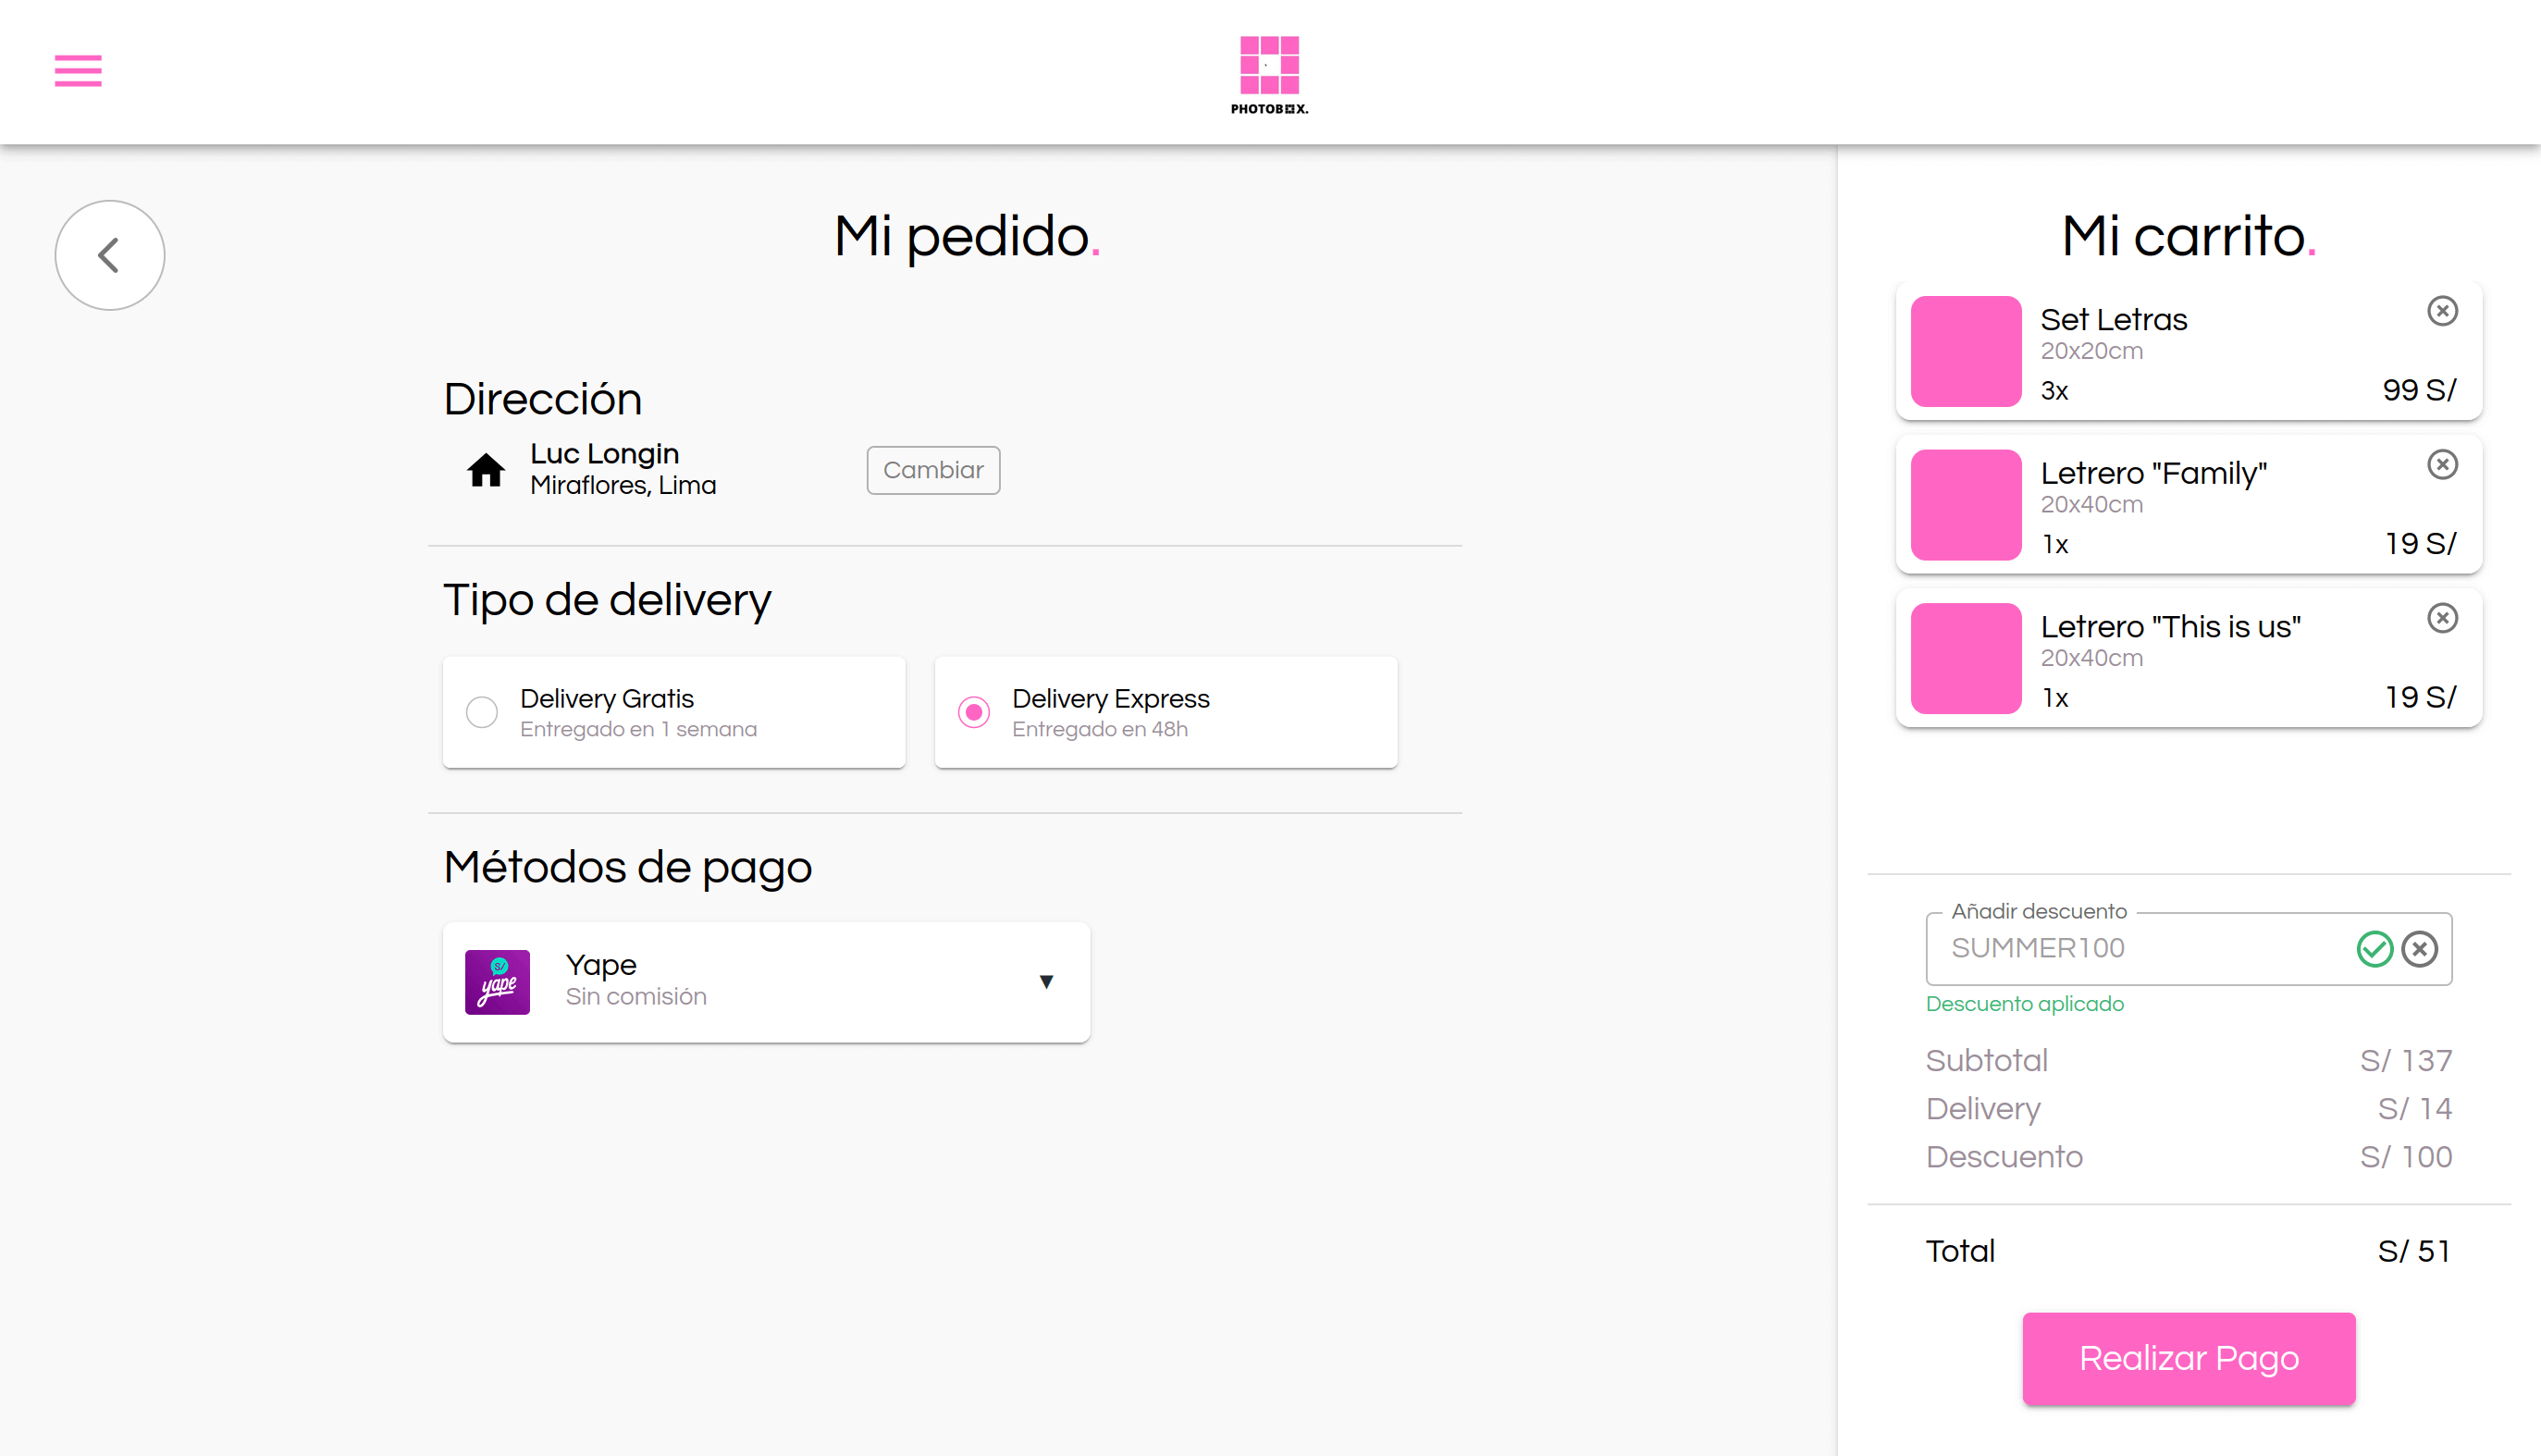 PHOTOBOX.
Mi pedido.
Dirección
Luc Longin
Miraflores, Lima
Cambiar
Tipo de delivery
Delivery Gratis
Entregado en 1 semana
Delivery Express
Entregado en 48h
Métodos de pago
S/
yape
Yape
Sin comisión
▼
Mi carrito.
Set Letras
20x20cm
3x
99 S/
Letrero "Family"
20x40cm
1x
19 S/
Letrero "This is us"
20x40cm
1x
19 S/
Añadir descuento
SUMMER100
Descuento aplicado
Subtotal S/ 137
Delivery S/ 14
Descuento S/ 100
Total S/ 51
Realizar Pago